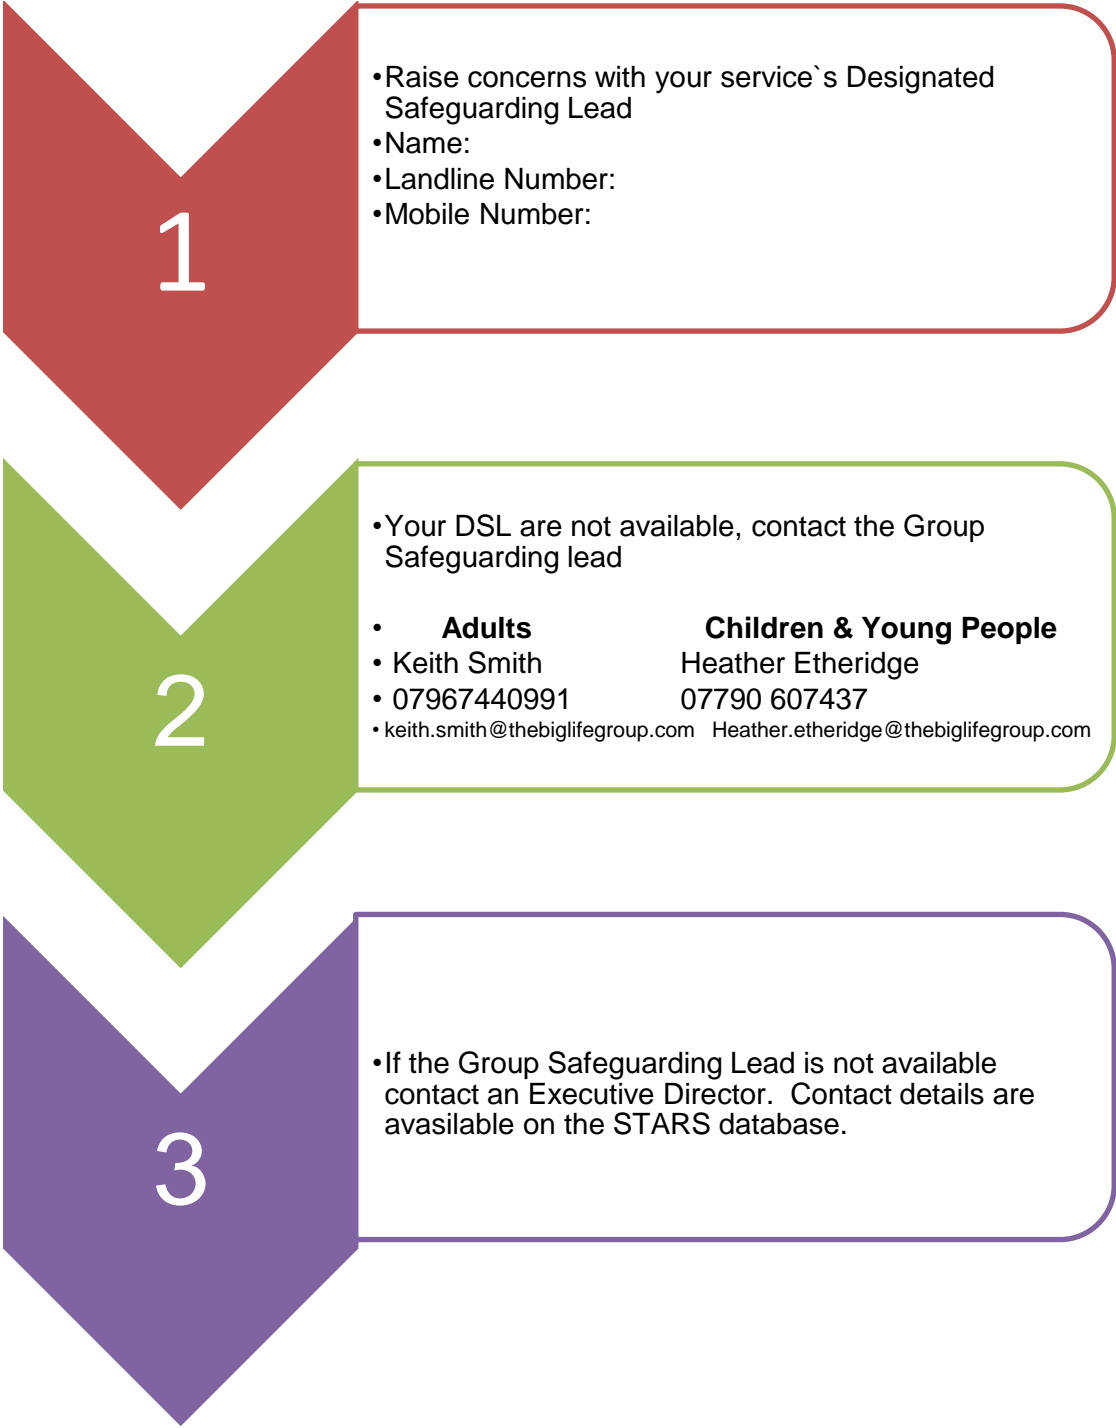 1
•Raise concerns with your service`s Designated
Safeguarding Lead
•Name:
•Landline Number:
•Mobile Number:
2
•Your DSL are not available, contact the Group
Safeguarding lead
• Adults Children & Young People
• Keith Smith Heather Etheridge
• 07967440991 07790 607437
• keith.smith@thebiglifegroup.com Heather.etheridge@thebiglifegroup.com
3
•If the Group Safeguarding Lead is not available
contact an Executive Director. Contact details are
avasilable on the STARS database.